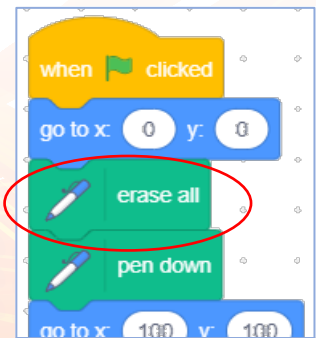 when clicked
go to x: 0 y: 0
erase all
pen down
go to x: 100 y: 100